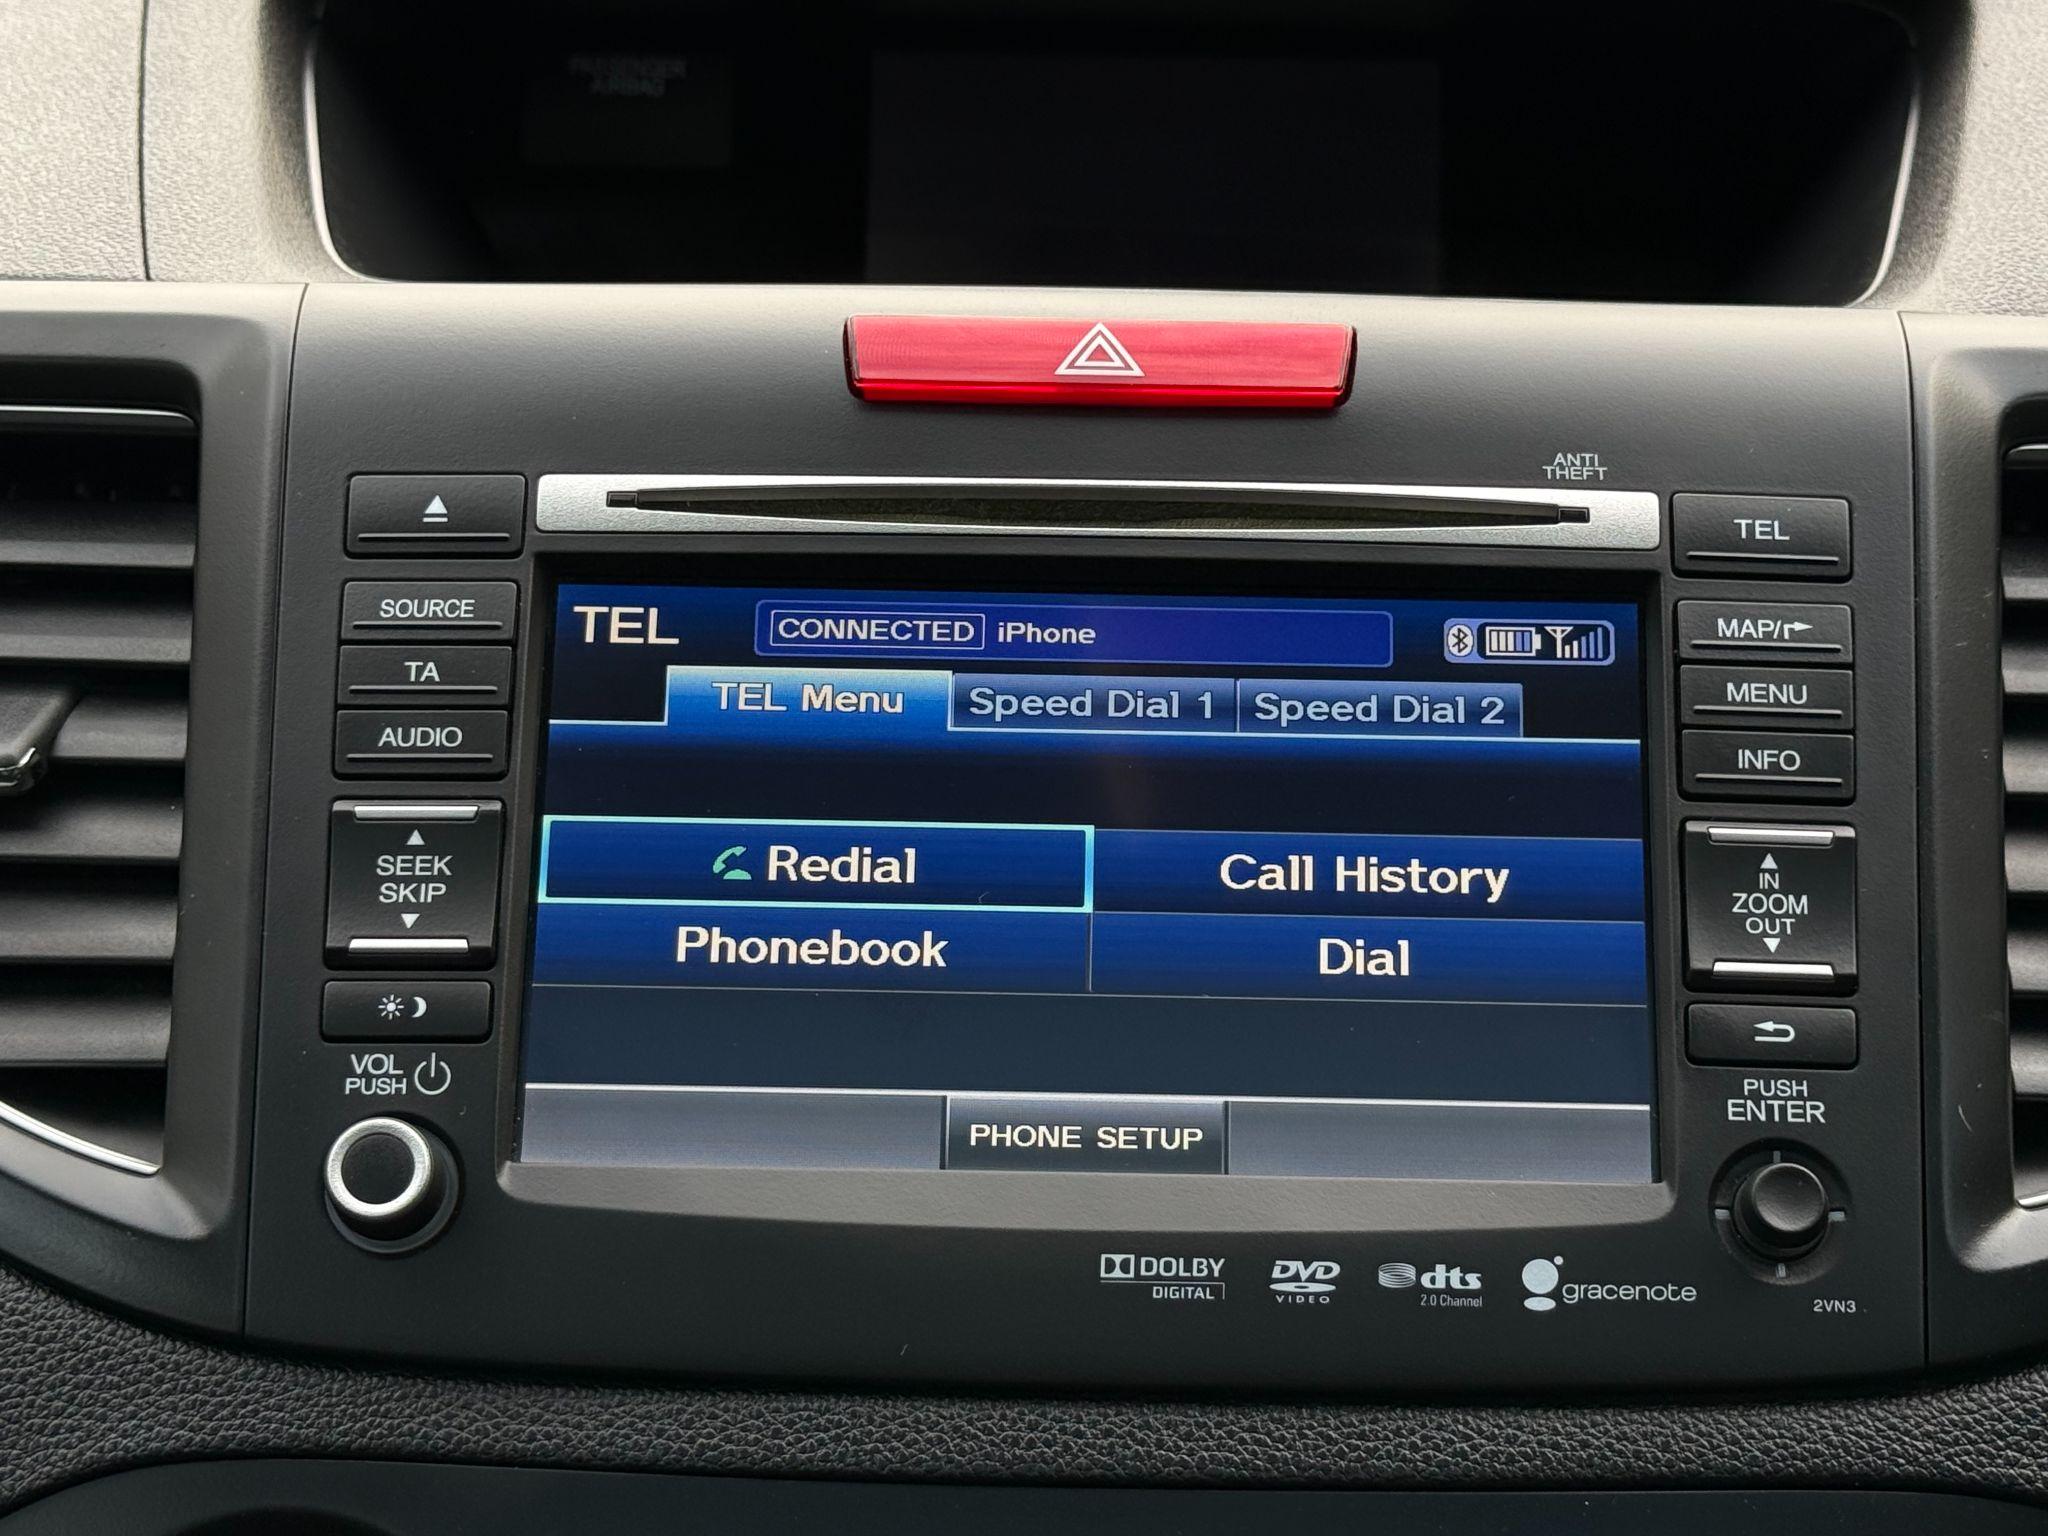 PASSENGER
AIRBAG
ANTI
THEFT
TEL
SOURCE
TA
AUDIO
SEEK
SKIP
VOL
PUSH
TEL
CONNECTED iPhone
TEL Menu
Speed Dial 1
Speed Dial 2
Redial
Call History
Phonebook
Dial
PHONE SETUP
MAP/
MENU
INFO
IN
ZOOM
OUT
PUSH
ENTER
DOLBY
DIGITAL
DVD
VIDEO
dts
2.0 Channel
gracenote
2VN3